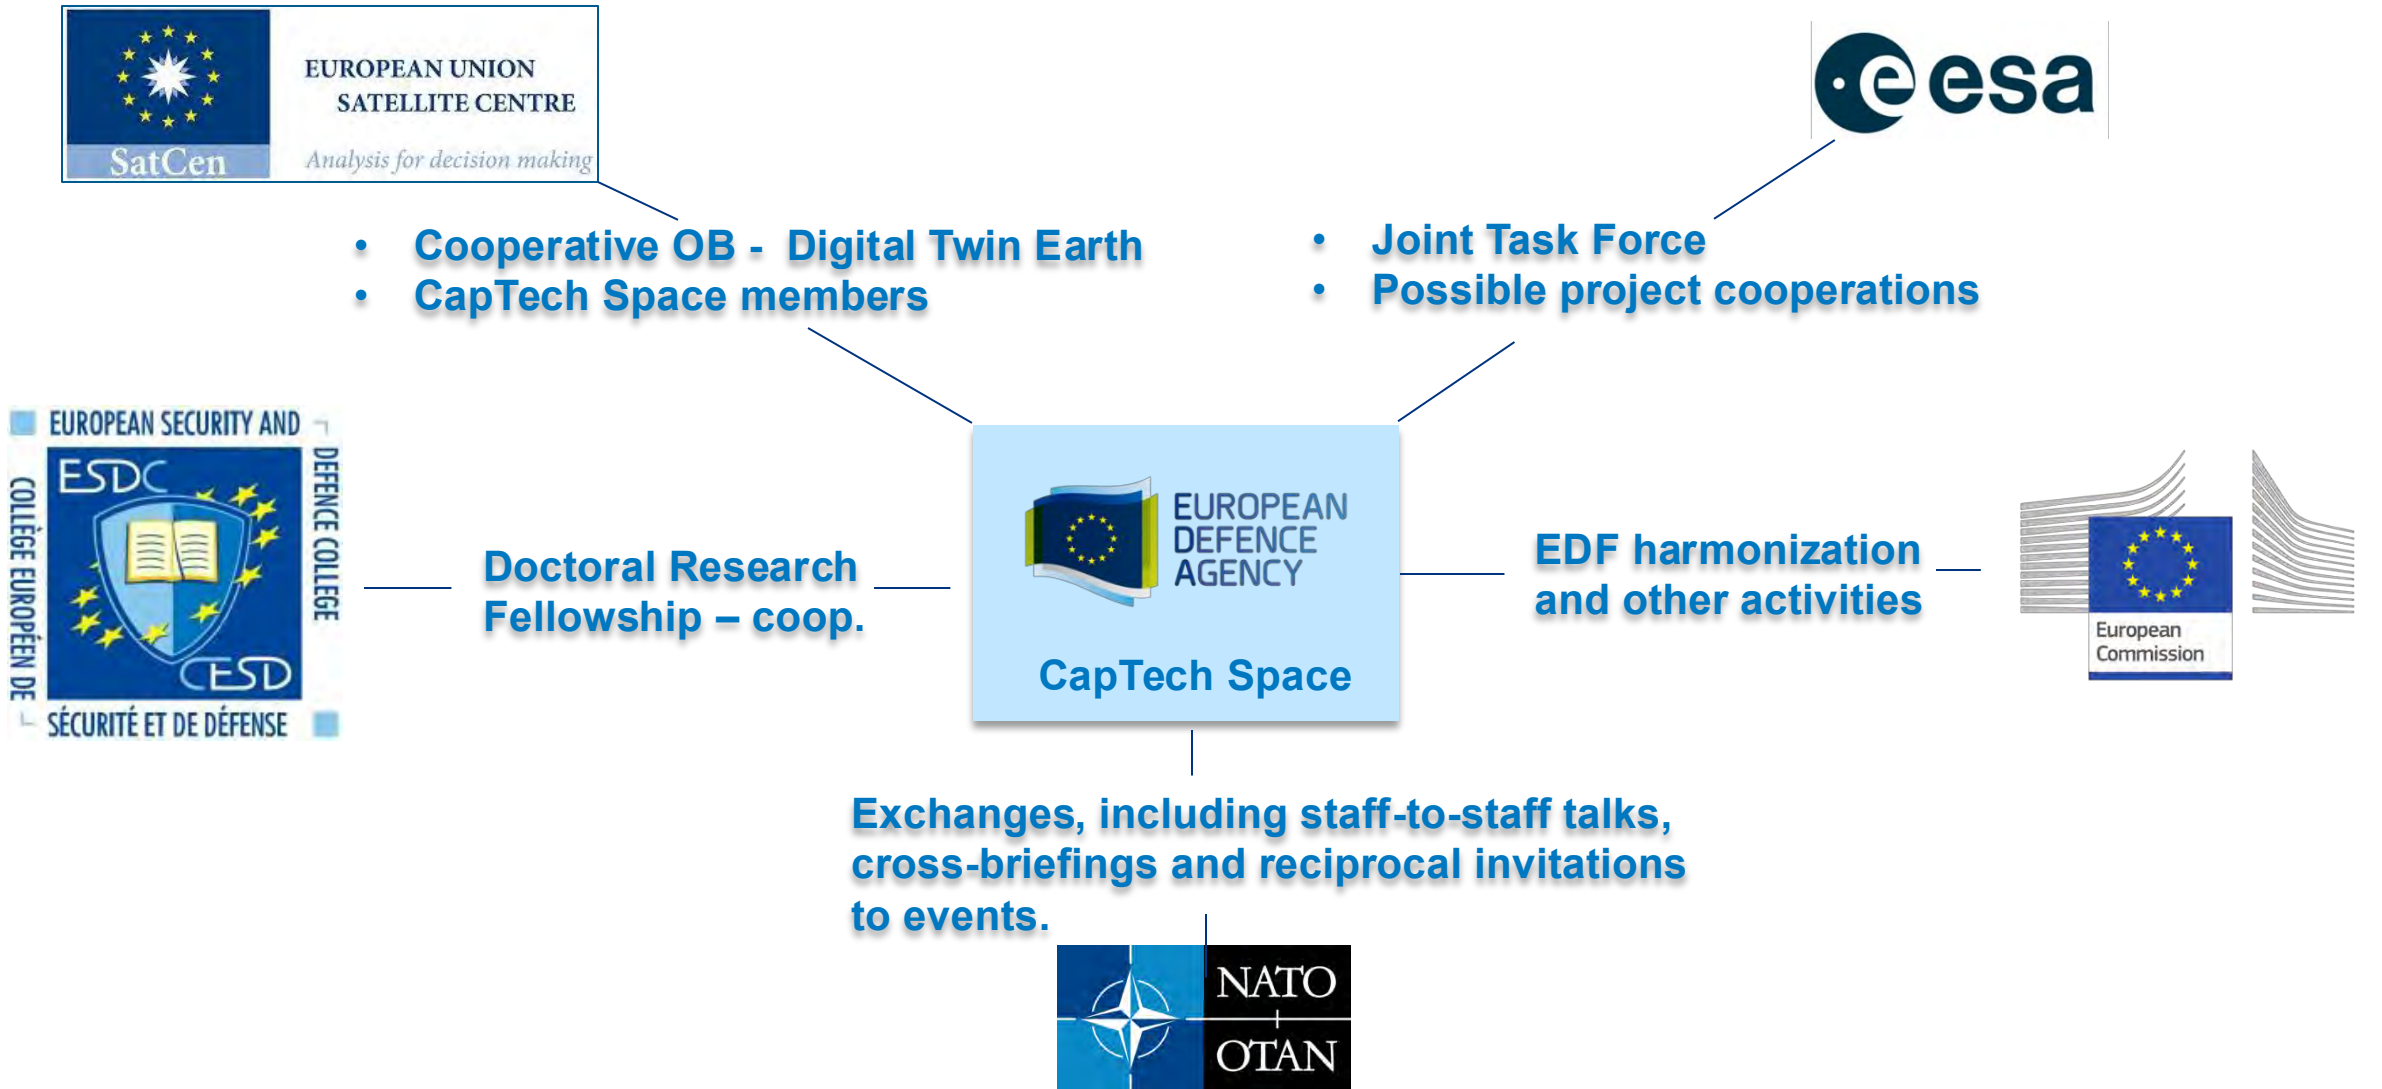 EUROPEAN UNION
SATELLITE CENTRE
Analysis for decision making
SatCen
esa
• Cooperative OB - Digital Twin Earth
• CapTech Space members
• Joint Task Force
• Possible project cooperations
EUROPEAN SECURITY AND
DEFENCE COLLEGE
ESDC
CESD
COLLÈGE EUROPÉEN DE
SÉCURITÉ ET DE DÉFENSE
Doctoral Research
Fellowship – coop.
EUROPEAN
DEFENCE
AGENCY
CapTech Space
EDF harmonization
and other activities
European
Commission
Exchanges, including staff-to-staff talks,
cross-briefings and reciprocal invitations
to events.
NATO
OTAN